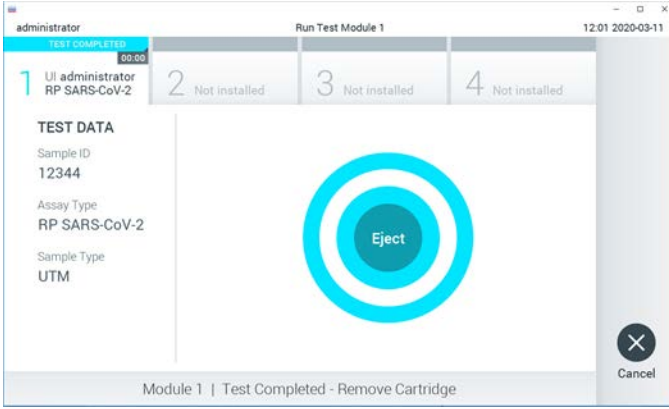 administrator
Run Test Module 1
12:01 2020-03-11
TEST COMPLETED
00:00
1
UI administrator
RP SARS-CoV-2
2 Not installed
3 Not installed
4 Not installed
TEST DATA
Sample ID
12344
Assay Type
RP SARS-CoV-2
Sample Type
UTM
Eject
Cancel
Module 1 | Test Completed - Remove Cartridge